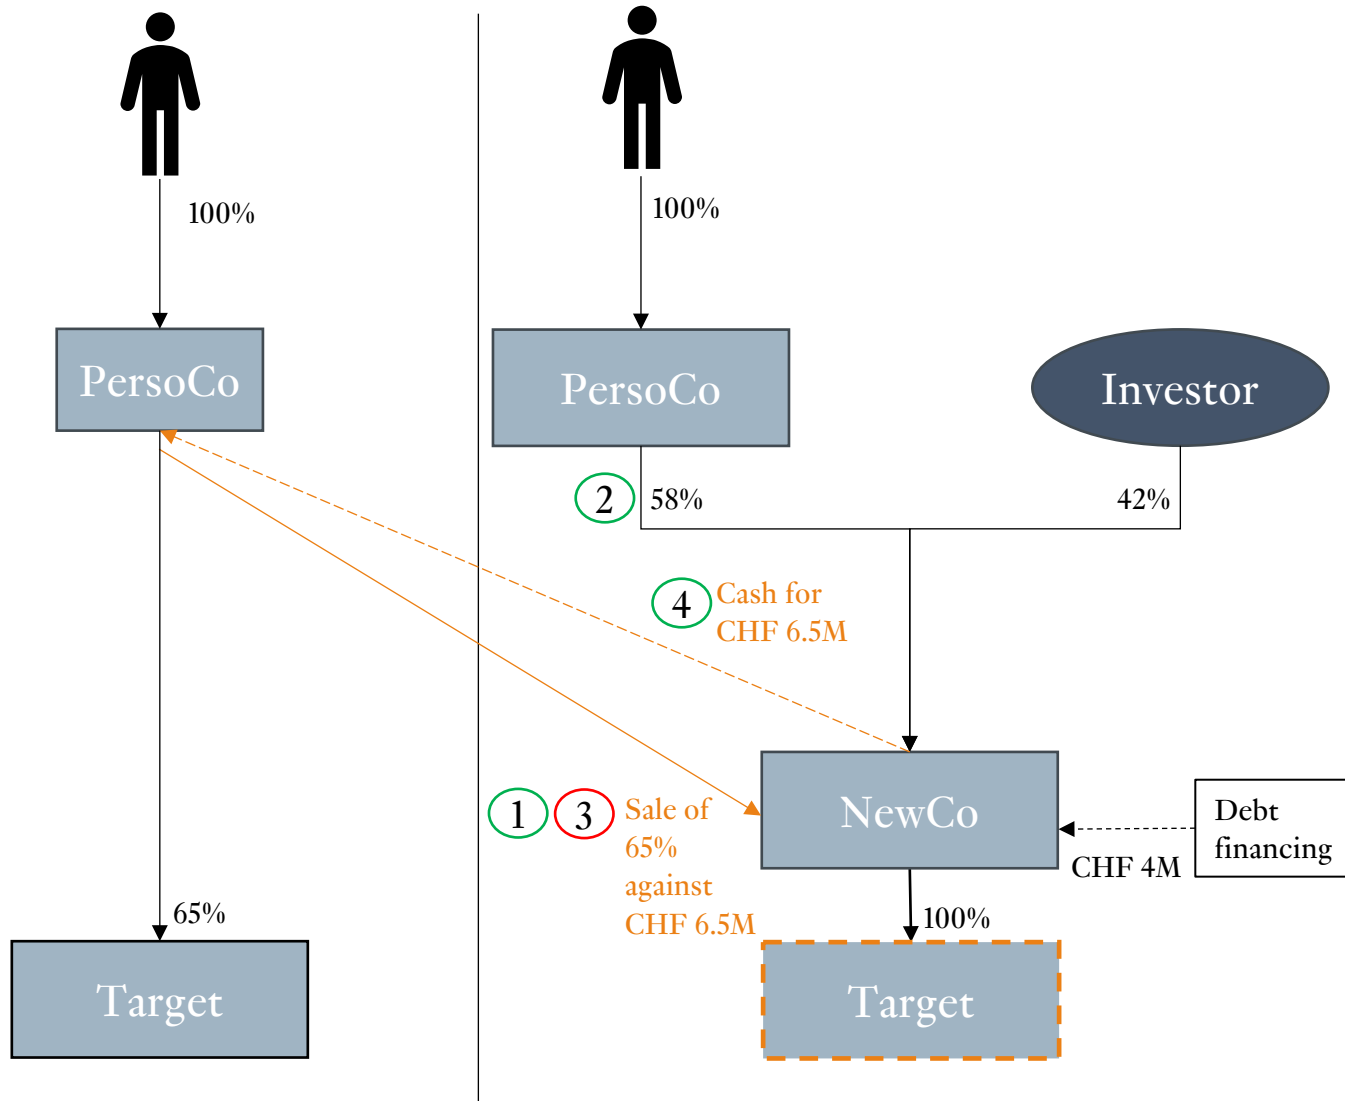 100%
100%
PersoCo
PersoCo
Investor
2
58%
42%
4
Cash for
CHF 6.5M
1
3
Sale of
65%
against
CHF 6.5M
NewCo
Debt
financing
CHF 4M
65%
100%
Target
Target